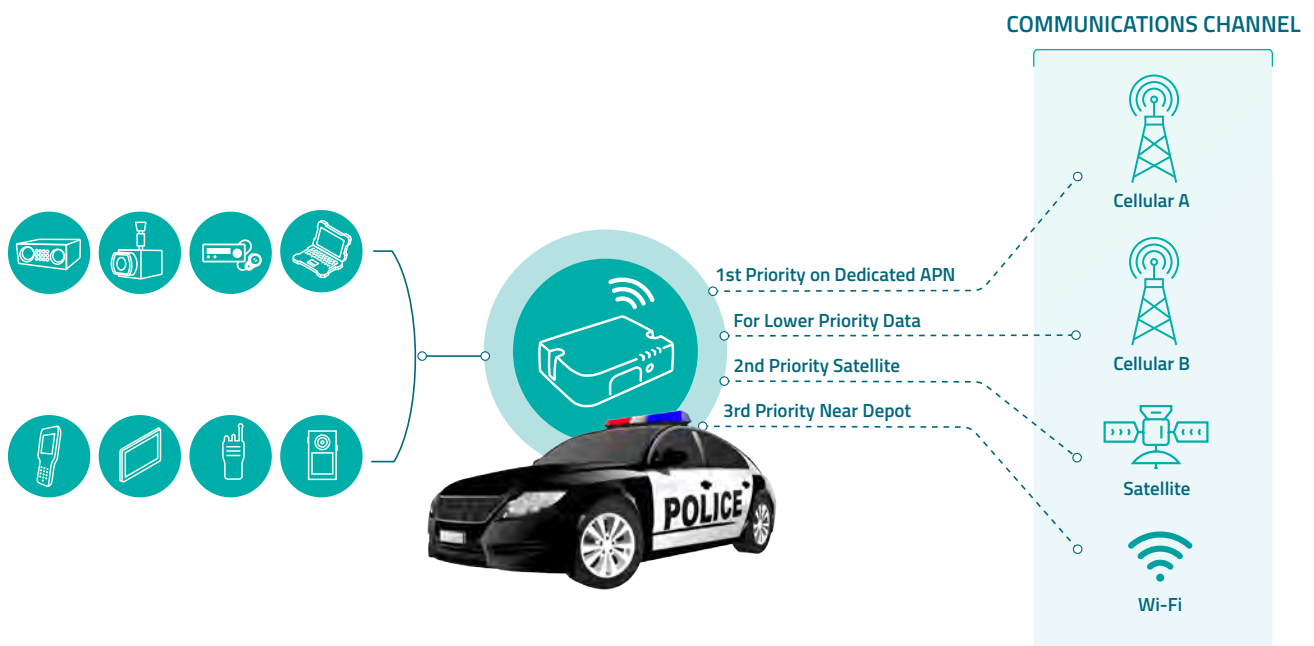 COMMUNICATIONS CHANNEL
Cellular A
1st Priority on Dedicated APN
For Lower Priority Data
Cellular B
2nd Priority Satellite
3rd Priority Near Depot
Satellite
POLICE
Wi-Fi